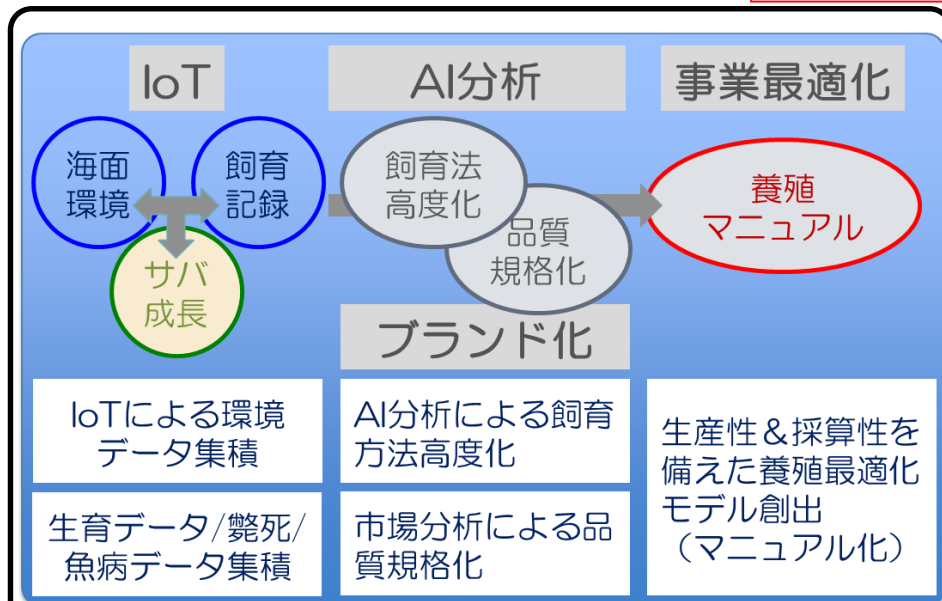 IoT
AI分析
事業最適化
海面
環境
飼育
記録
サバ
成長
飼育法
高度化
品質
規格化
養殖
マニュアル
ブランド化
IoTによる環境
データ集積
生育データ/斃死/
魚病データ集積
AI分析による飼育
方法高度化
市場分析による品
質規格化
生産性＆採算性を
備えた養殖最適化
モデル創出
（マニュアル化）